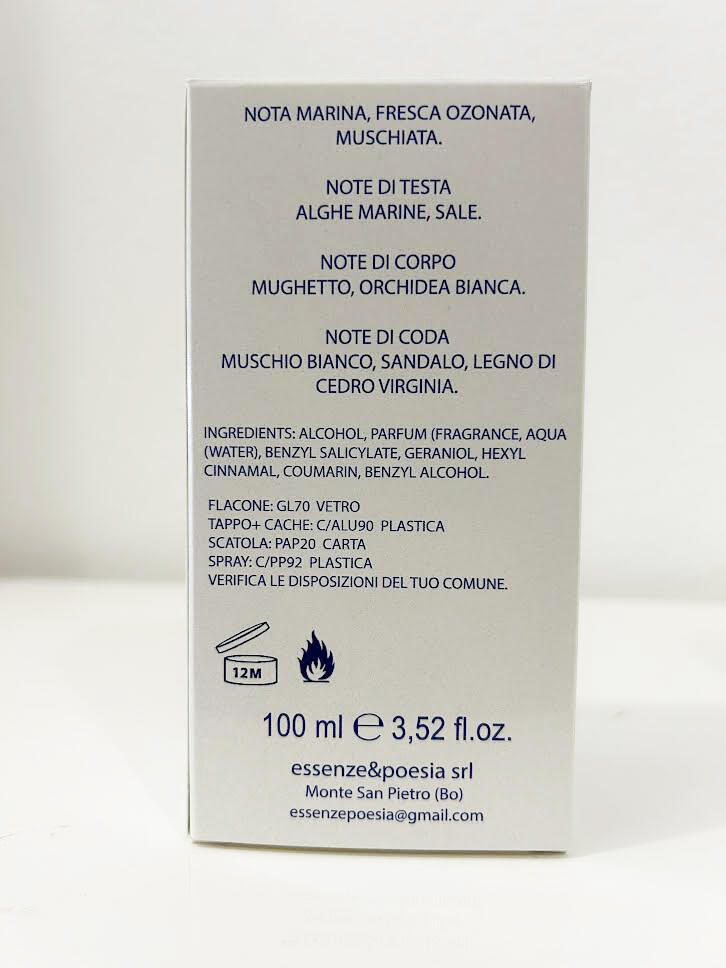 NOTA MARINA, FRESCA OZONATA,
MUSCHIATA.
NOTE DI TESTA
ALGHE MARINE, SALE.
NOTE DI CORPO
MUGHETTO, ORCHIDEA BIANCA.
NOTE DI CODA
MUSCHIO BIANCO, SANDALO, LEGNO DI
CEDRO VIRGINIA.
INGREDIENTS: ALCOHOL, PARFUM (FRAGRANCE, AQUA
(WATER), BENZYL SALICYLATE, GERANIOL, HEXYL
CINNAMAL, COUMARIN, BENZYL ALCOHOL.
FLACONE: GL70 VETRO
TAPPO+ CACHE: C/ALU90 PLASTICA
SCATOLA: PAP20 CARTA
SPRAY: C/PP92 PLASTICA
VERIFICA LE DISPOSIZIONI DEL TUO COMUNE.
12M
100 ml ℮ 3,52 fl.oz.
essenze&poesia srl
Monte San Pietro (Bo)
essenzepoesia@gmail.com